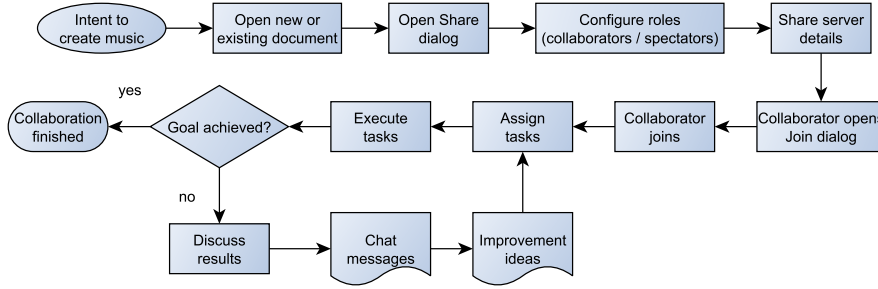 Intent to
create music
Open new or
existing document
Open Share
dialog
Configure roles
(collaborators / spectators)
Share server
details
Collaborator opens
Join dialog
Collaborator
joins
Assign
tasks
Execute
tasks
Goal achieved?
yes
Collaboration
finished
no
Discuss
results
Chat
messages
Improvement
ideas